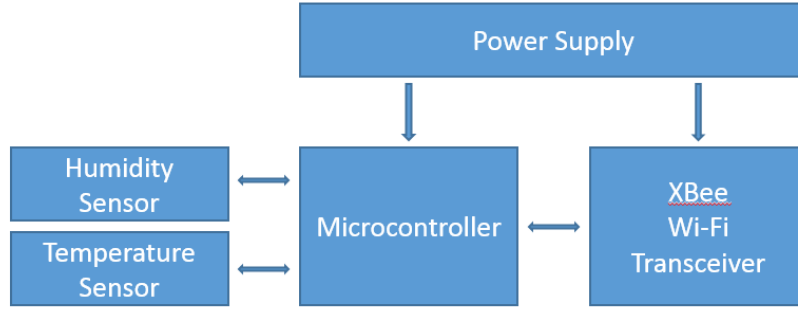 Power Supply
Humidity
Sensor
Temperature
Sensor
Microcontroller
XBee
Wi-Fi
Transceiver